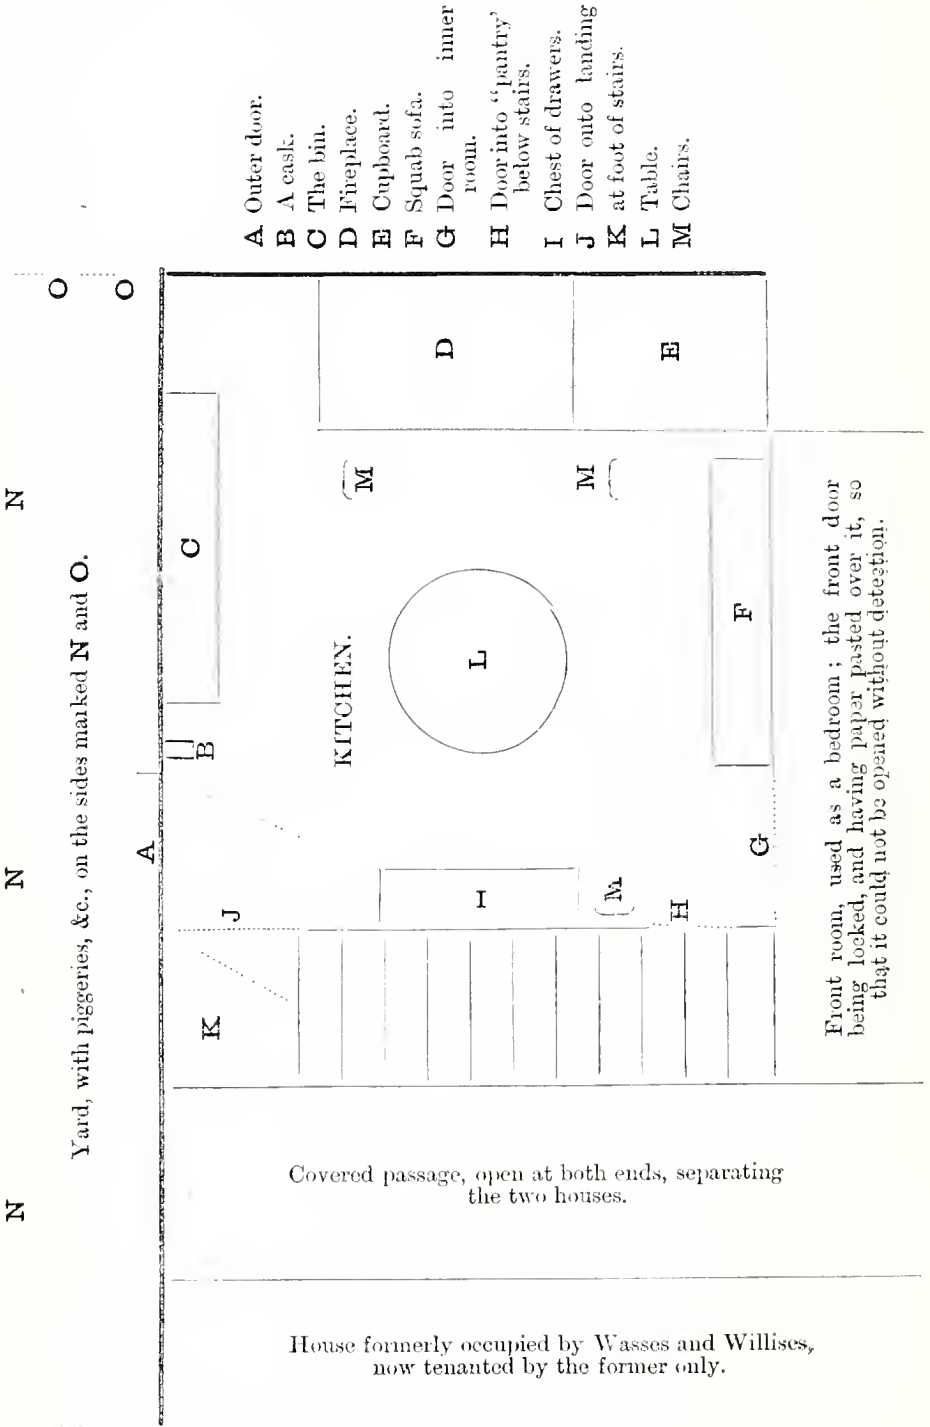 A Outer door.
B A cask.
C The bin.
D Fireplace.
E Cupboard.
F Squab sofa.
G Door into inner
room.
H Door into "pantry'
below stairs.
I Chest of drawers.
J Door onto landing
K at foot of stairs.
L Table.
M Chairs.
N
N
N
O
O
Yard, with piggeries, &c., on the sides marked N and O.
A
B
C
D
E
J
K
KITCHEN.
M
M
L
I
M
H
F
G
Front room, used as a bedroom; the front door
being locked, and having paper pasted over it, so
that it could not be opened without detection.
Covered passage, open at both ends, separating
the two houses.
House formerly occupied by Wasses and Willises,
now tenanted by the former only.